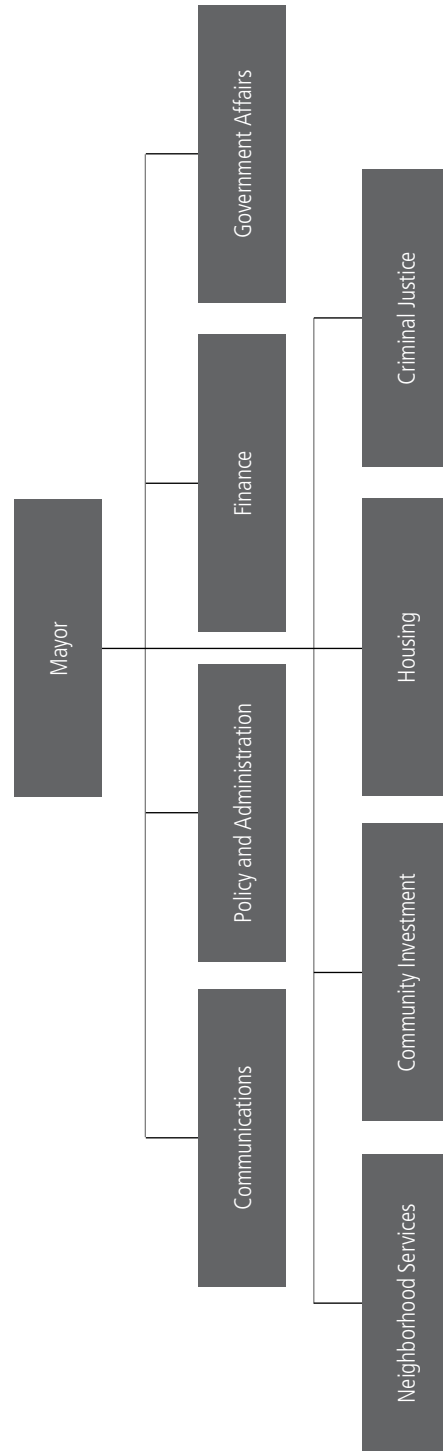 Mayor
Communications
Policy and Administration
Finance
Government Affairs
Neighborhood Services
Community Investment
Housing
Criminal Justice